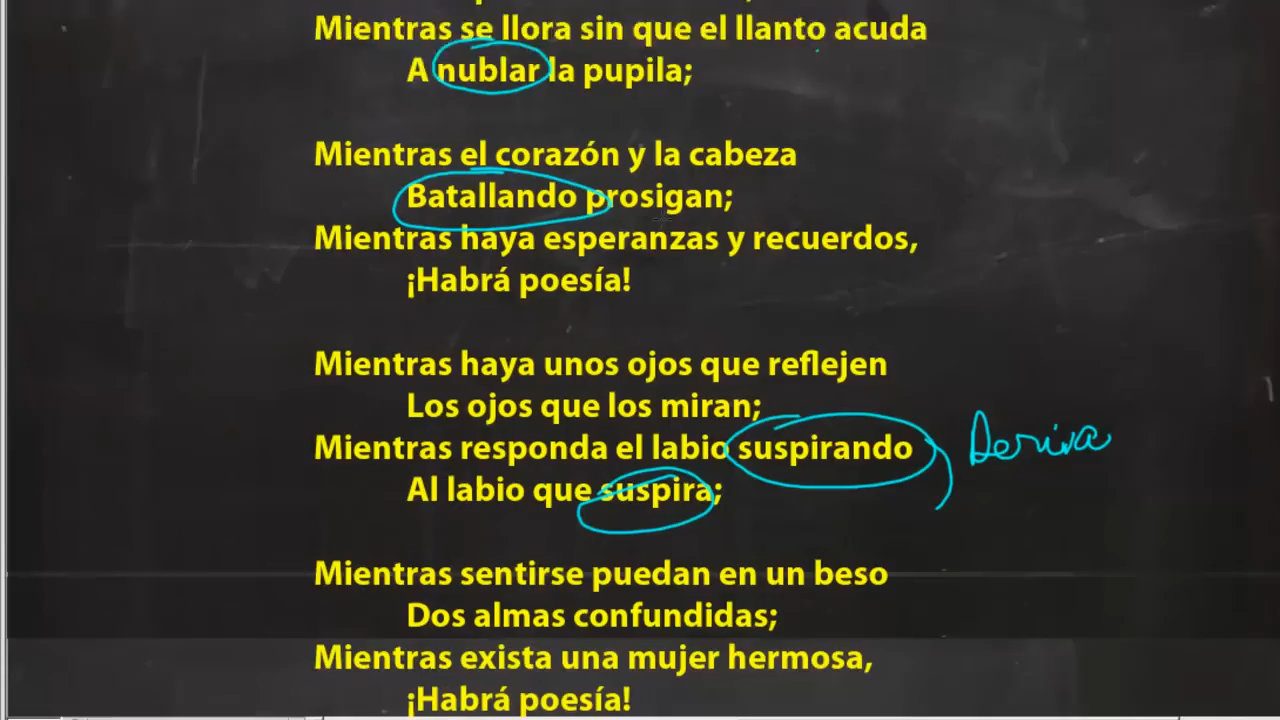 Mientras se llora sin que el llanto acuda
A nublar la pupila;
Mientras el corazón y la cabeza
Batallando prosigan;
Mientras haya esperanzas y recuerdos,
¡Habrá poesía!
Mientras haya unos ojos que reflejen
Los ojos que los miran;
Mientras responda el labio suspirando
Deriva
Al labio que suspira;
Mientras sentirse puedan en un beso
Dos almas confundidas;
Mientras exista una mujer hermosa,
¡Habrá poesía!